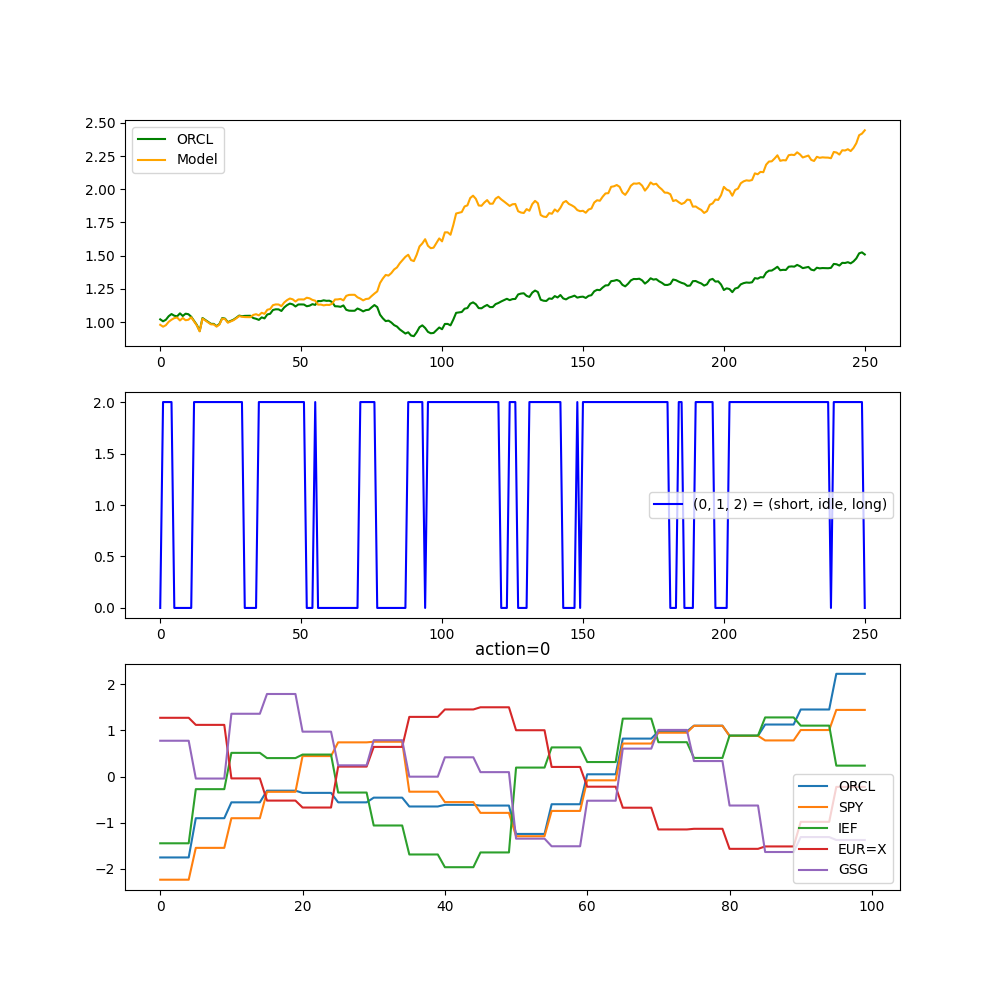 2.50
2.25
2.00
1.75
1.50
1.25
1.00
ORCL
Model
0 50 100 150 200 250
2.0
1.5
1.0
0.5
0.0
(0, 1, 2) = (short, idle, long)
0 50 100 150 200 250
action=0
2
1
0
−1
−2
ORCL
SPY
IEF
EUR=X
GSG
0 20 40 60 80 100